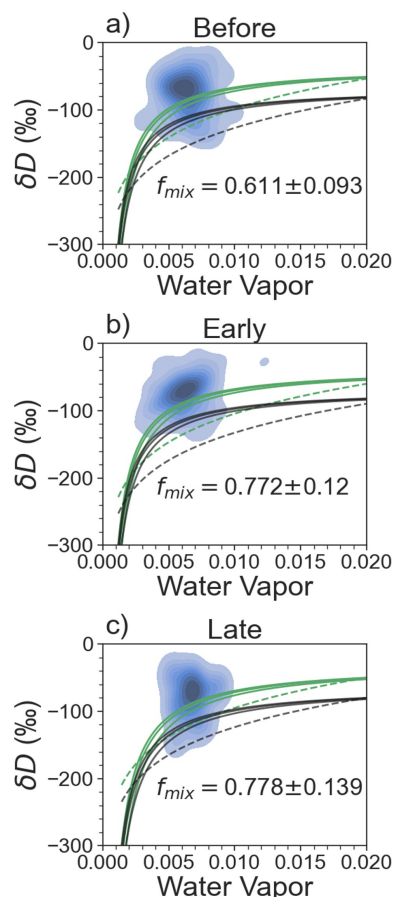 a)
Before
0
−100
−200
−300
δD (‰)
f_mix = 0.611±0.093
0.000 0.005 0.010 0.015 0.020
Water Vapor
b)
Early
0
−100
−200
−300
δD (‰)
f_mix = 0.772±0.12
0.000 0.005 0.010 0.015 0.020
Water Vapor
c)
Late
0
−100
−200
−300
δD (‰)
f_mix = 0.778±0.139
0.000 0.005 0.010 0.015 0.020
Water Vapor